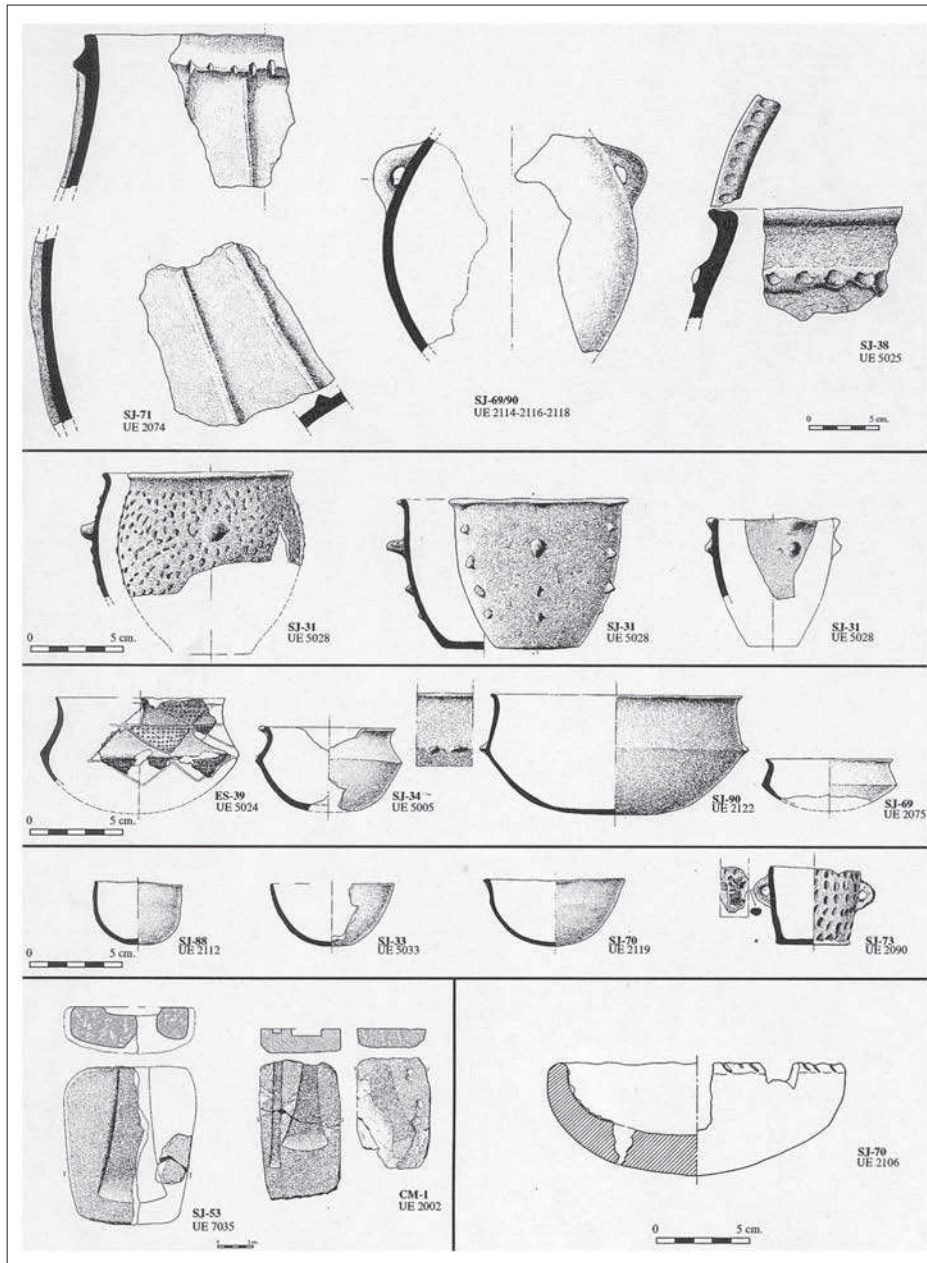 SJ-71
UE 2074
SJ-69/90
UE 2114-2116-2118
SJ-38
UE 5025
5 cm.
SJ-31
UE 5028
0 5 cm.
SJ-31
UE 5028
SJ-31
UE 5028
ES-39
UE 5024
0 5 cm.
SJ-34
UE 5005
SJ-90
UE 2122
SJ-69
UE 2075
SJ-88
UE 2112
0 5 cm.
SJ-33
UE 5033
SJ-70
UE 2119
SJ-73
UE 2090
SJ-53
UE 7035
CM-1
UE 2002
SJ-70
UE 2106
0 5 cm.